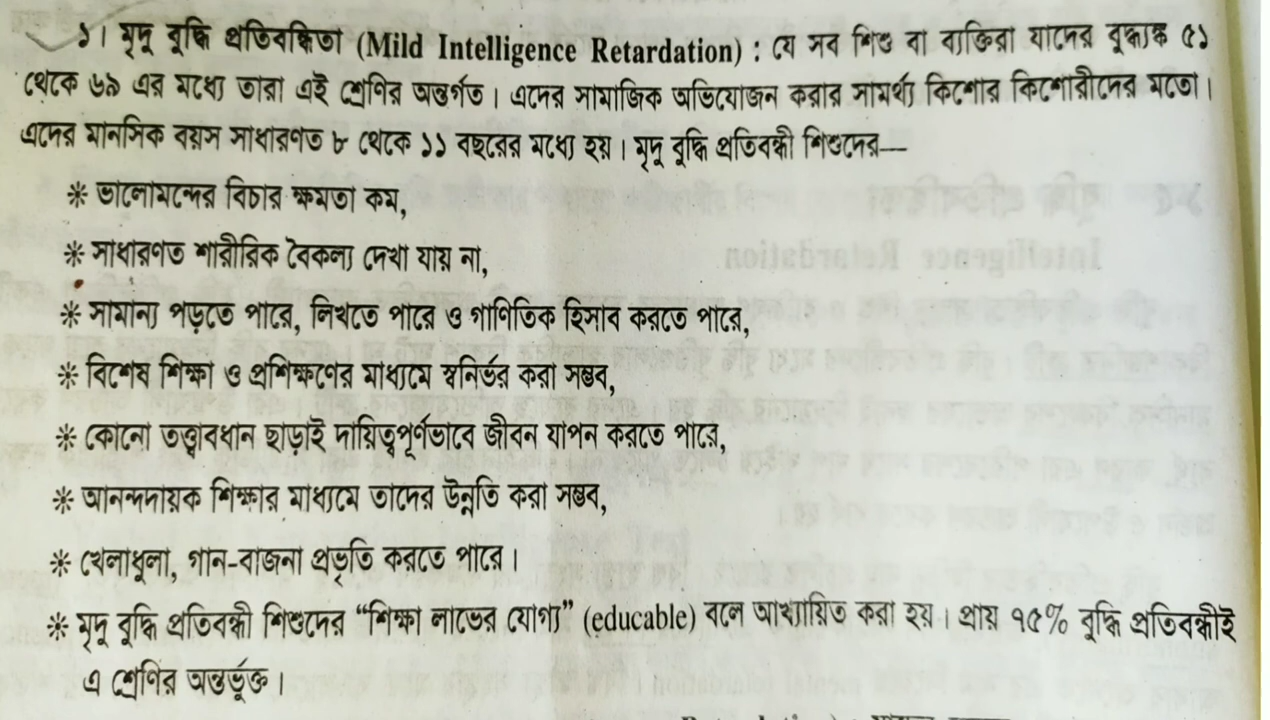 ১। মৃদু বুদ্ধি প্রতিবন্ধিতা (Mild Intelligence Retardation) : যে সব শিশু বা ব্যক্তিরা যাদের বুদ্ধ্যঙ্ক ৫১
থেকে ৬৯ এর মধ্যে তারা এই শ্রেণির অন্তর্গত। এদের সামাজিক অভিযোজন করার সামর্থ্য কিশোর কিশোরীদের মতো।
এদের মানসিক বয়স সাধারণত ৮ থেকে ১১ বছরের মধ্যে হয়। মৃদু বুদ্ধি প্রতিবন্ধী শিশুদের—
* ভালোমন্দের বিচার ক্ষমতা কম,
* সাধারণত শারীরিক বৈকল্য দেখা যায় না,
* সামান্য পড়তে পারে, লিখতে পারে ও গাণিতিক হিসাব করতে পারে,
* বিশেষ শিক্ষা ও প্রশিক্ষণের মাধ্যমে স্বনির্ভর করা সম্ভব,
* কোনো তত্ত্বাবধান ছাড়াই দায়িত্বপূর্ণভাবে জীবন যাপন করতে পারে,
* আনন্দদায়ক শিক্ষার মাধ্যমে তাদের উন্নতি করা সম্ভব,
* খেলাধুলা, গান-বাজনা প্রভৃতি করতে পারে।
* মৃদু বুদ্ধি প্রতিবন্ধী শিশুদের “শিক্ষা লাভের যোগ্য” (educable) বলে আখ্যায়িত করা হয়। প্রায় ৭৫% বুদ্ধি প্রতিবন্ধীই
এ শ্রেণির অন্তর্ভূক্ত।